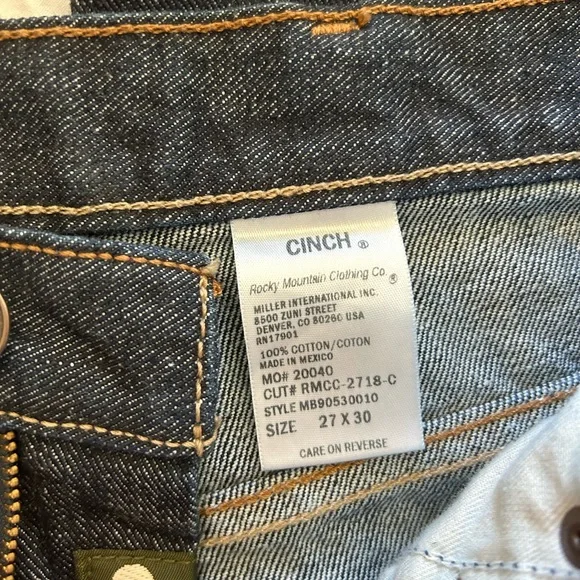 CINCH ®
Rocky Mountain Clothing Co ®
MILLER INTERNATIONAL INC.
8500 ZUNI STREET
DENVER, CO 80260 USA
RN17901
100% COTTON/COTON
MADE IN MEXICO
MO# 20040
CUT# RMCC-2718-C
STYLE MB90530010
SIZE 27 X 30
CARE ON REVERSE